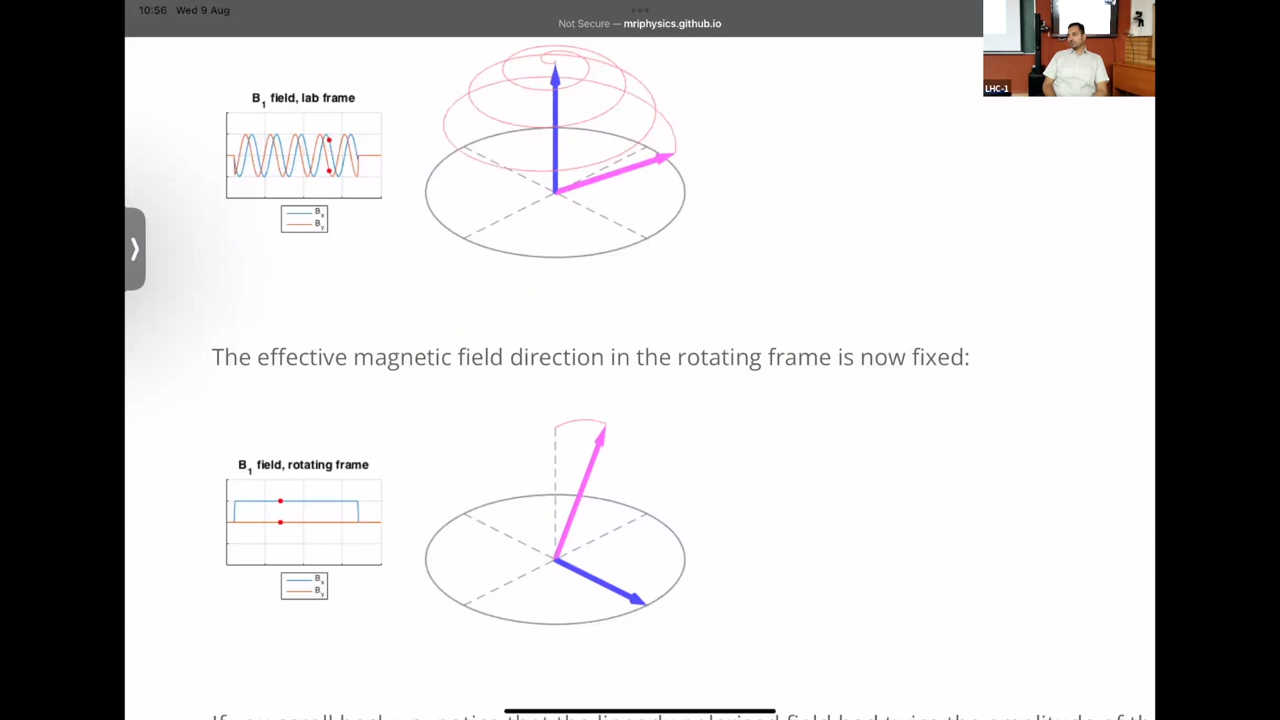 10:56 Wed 9 Aug
Not Secure — mriphysics.github.io
LHC-1
B1 field, lab frame
Bx
By
The effective magnetic field direction in the rotating frame is now fixed:
B1 field, rotating frame
Bx
By